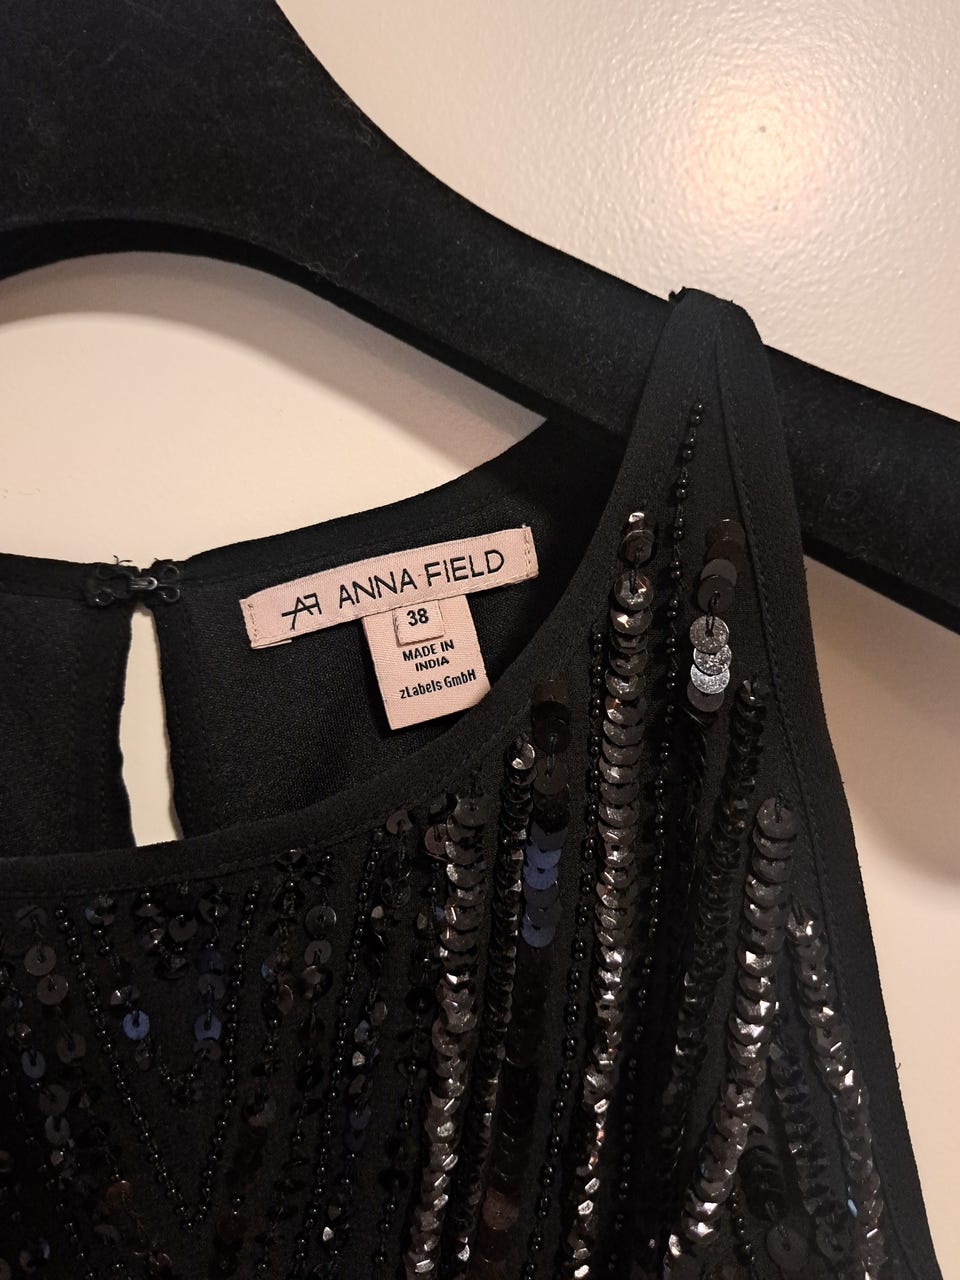 AF ANNA FIELD
38
MADE IN
INDIA
zLabels GmbH